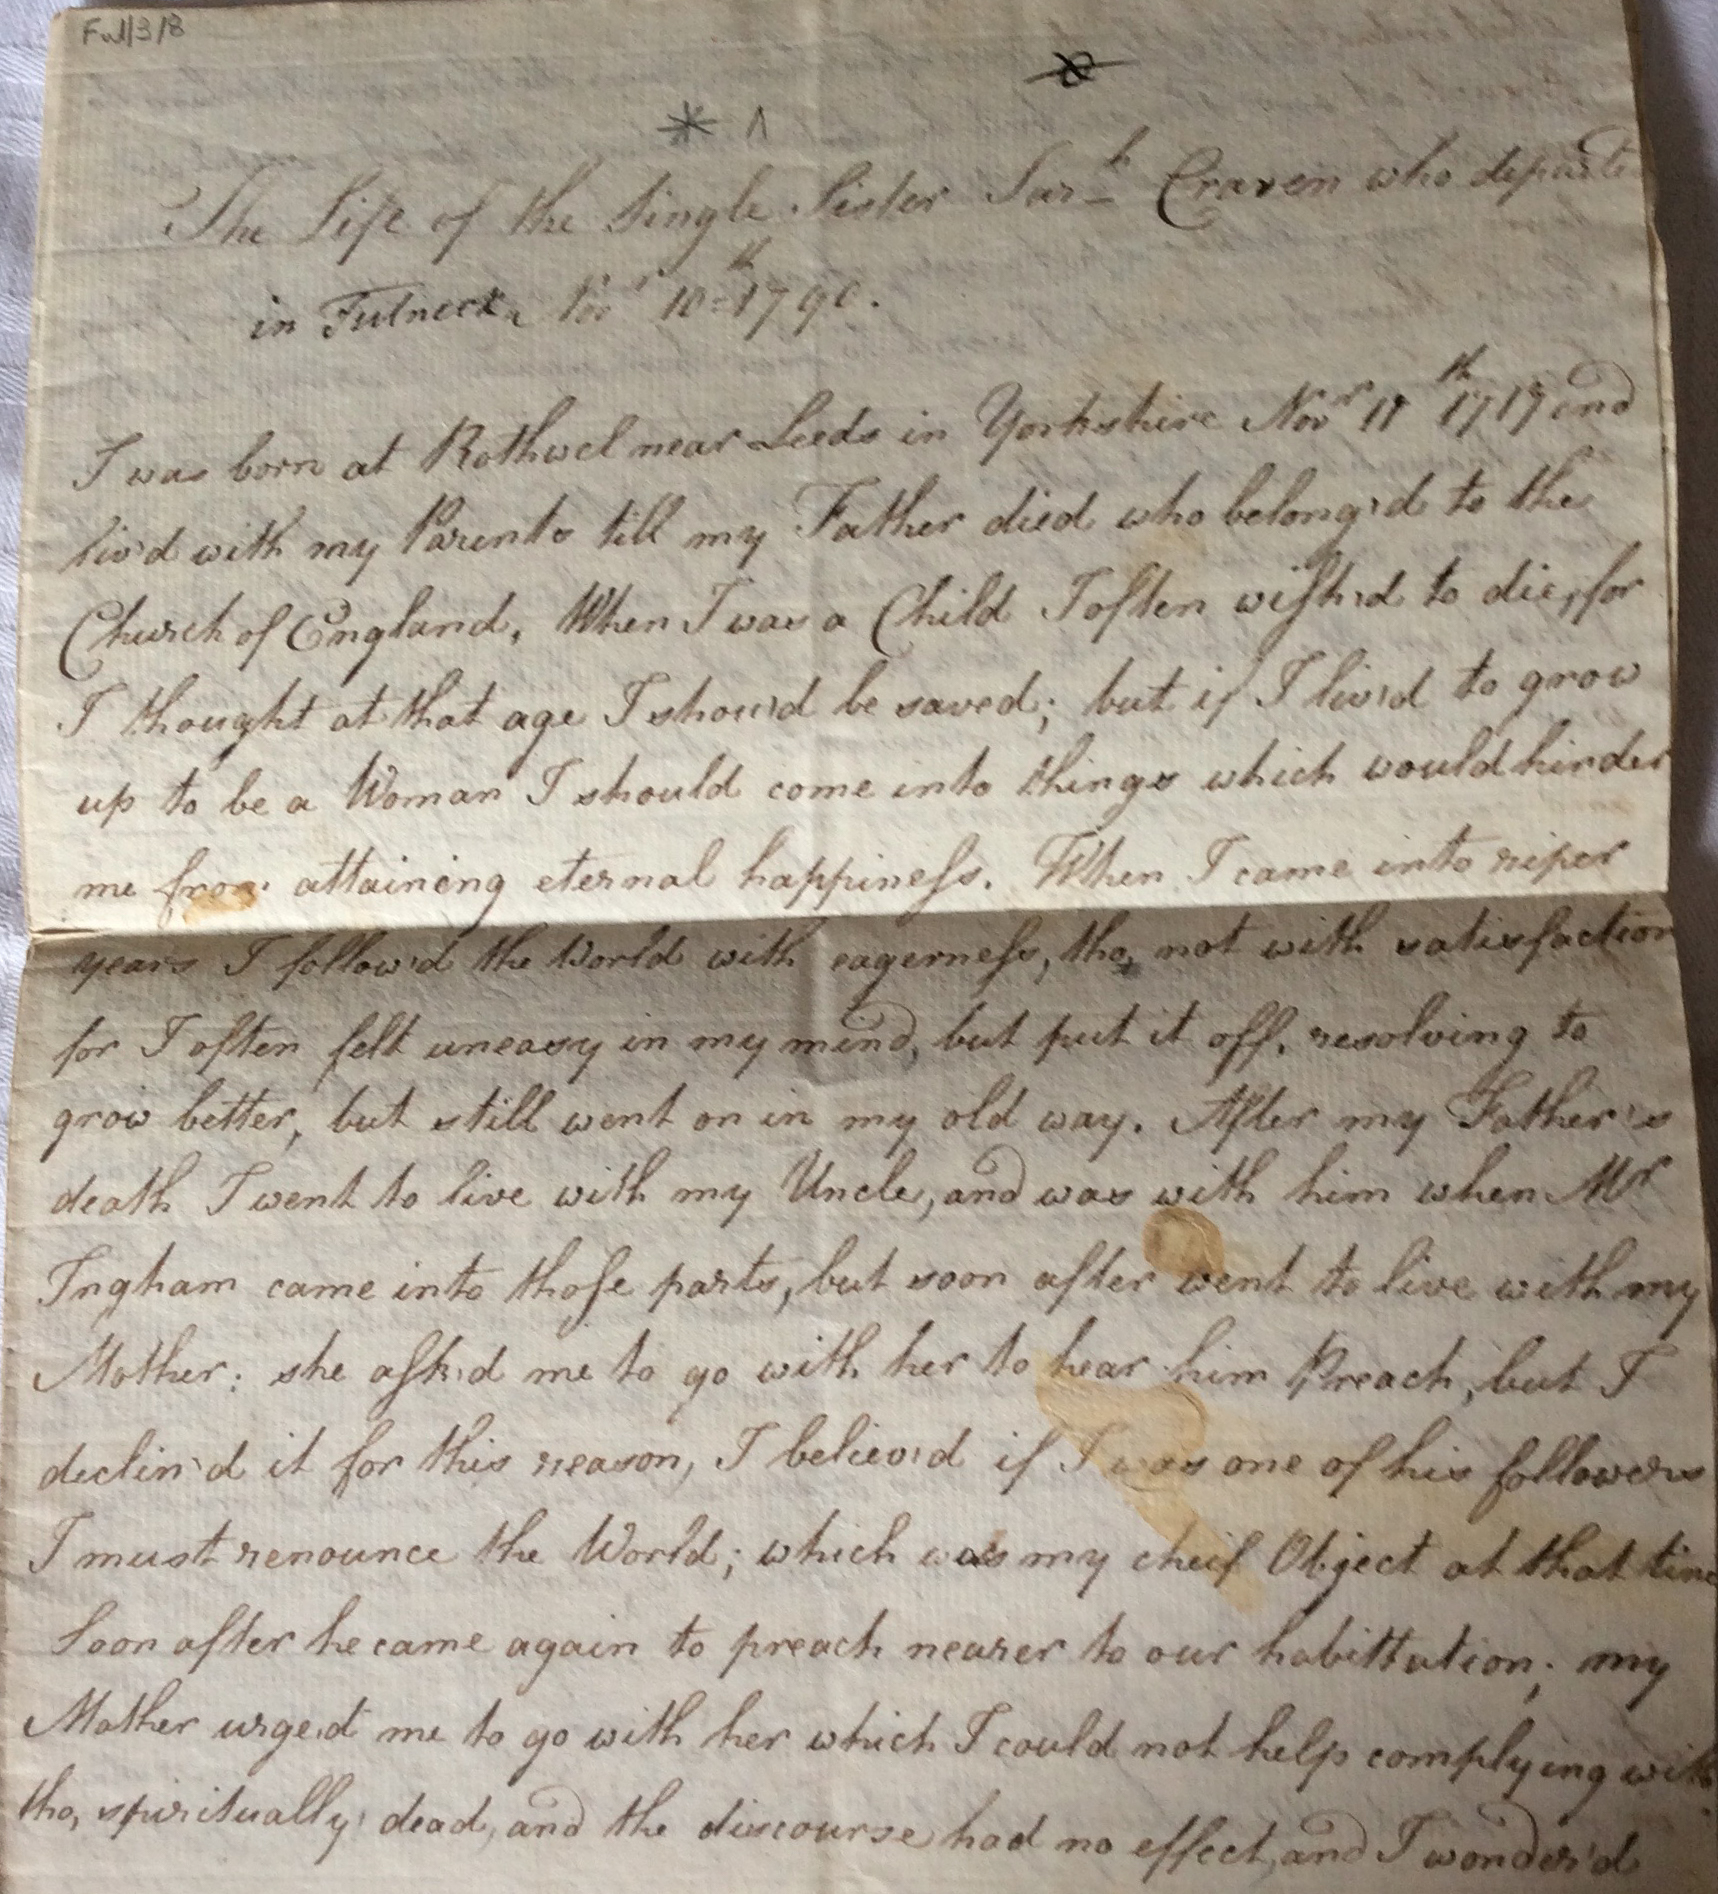 Ful/3/8
The Life of the Single Sister Sarh Craven who departed
in Fulneck Novr 10th 1790.
I was born at Rothwel near Leeds in Yorkshire Novr 11th 1719 and
liv'd with my Parents till my Father died who belong'd to the
Church of England, When I was a Child I often wish'd to die, for
I thought at that age I shou'd be saved; but if I liv'd to grow
up to be a Woman I should come into things which would hinder
me from attaining eternal happiness. When I came into riper
years I follow'd the World with eagerness, tho, not with satisfaction
for I often felt uneasy in my mind, but put it off, resolving to
grow better, but still went on in my old way. After my Father's
death I went to live with my Uncle, and was with him when Mr
Ingham came into those parts, but soon after went to live with my
Mother: she ask'd me to go with her to hear him Preach, but I
declin'd it for this reason, I believ'd if I was one of his followers
I must renounce the World; which was my cheif Object at that time
Soon after he came again to preach nearer to our habittation; my
Mother urged me to go with her which I could not help complying with
tho, spiritually dead, and the discourse had no effect, and I wonder'd